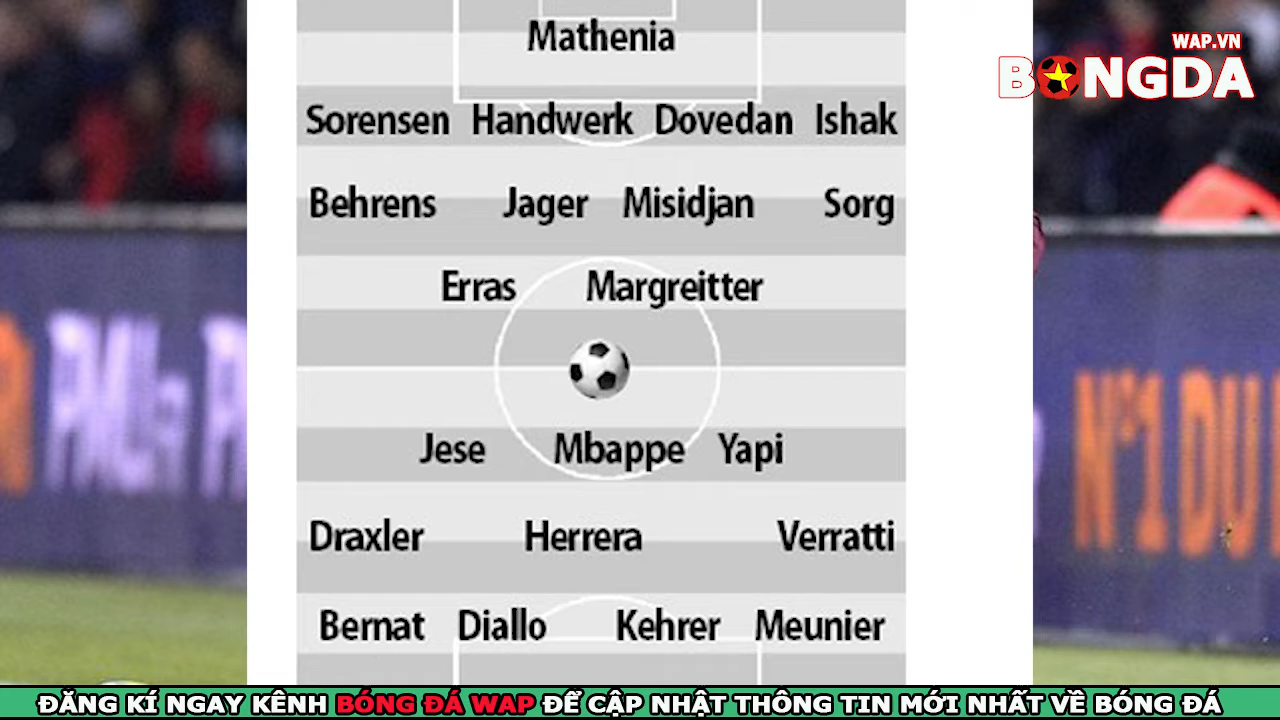 WAP.VN
BONGDA
Mathenia
Sorensen Handwerk Dovedan Ishak
Behrens Jager Misidjan Sorg
Erras Margreitter
Jese Mbappe Yapi
Draxler Herrera Verratti
Bernat Diallo Kehrer Meunier
N°1 DU
ĐĂNG KÍ NGAY KÊNH BÓNG ĐÁ WAP ĐỂ CẬP NHẬT THÔNG TIN MỚI NHẤT VỀ BÓNG ĐÁ